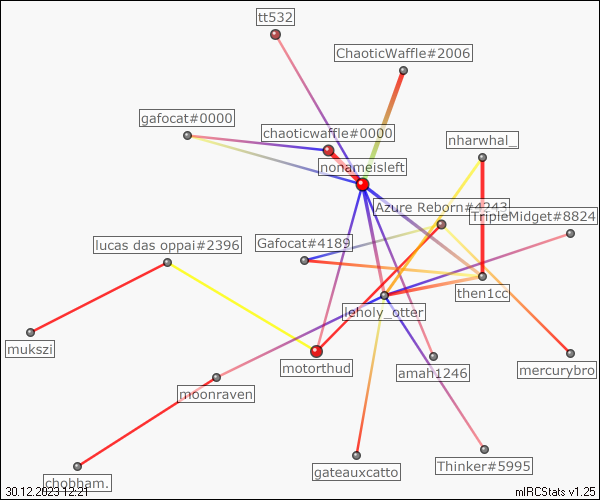 tt532
ChaoticWaffle#2006
gafocat#0000
chaoticwaffle#0000
nharwhal_
nonameisleft
Azure Reborn#4243
TripleMidget#8824
lucas das oppai#2396
Gafocat#4189
then1cc
leholy_otter
mukszi
motorthud
amah1246
mercurybro
moonraven
gateauxcatto
Thinker#5995
chobham.
30.12.2023 12:21
mIRCStats v1.25